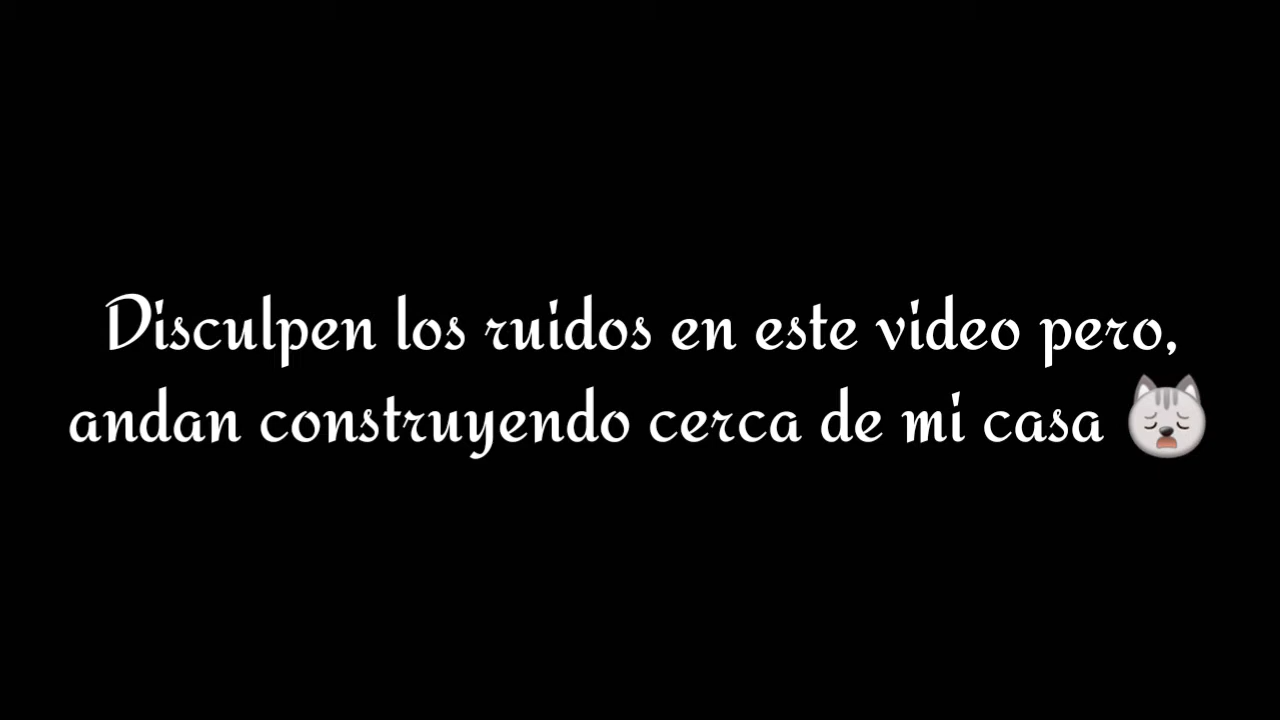 Disculpen los ruidos en este video pero,
andan construyendo cerca de mi casa